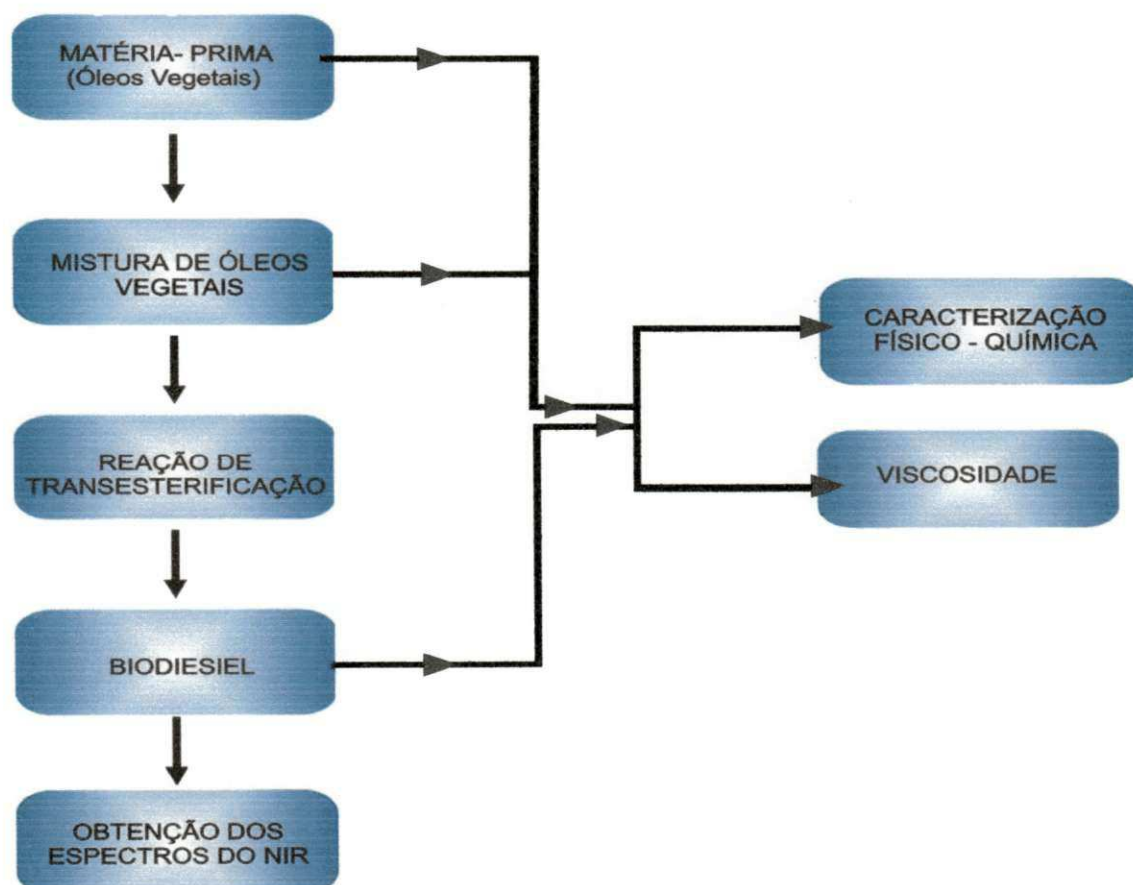 MATÉRIA- PRIMA
(Óleos Vegetais)
MISTURA DE ÓLEOS
VEGETAIS
REAÇÃO DE
TRANSESTERIFICAÇÃO
BIODIESIEL
OBTENÇÃO DOS
ESPECTROS DO NIR
CARACTERIZAÇÃO
FÍSICO - QUÍMICA
VISCOSIDADE